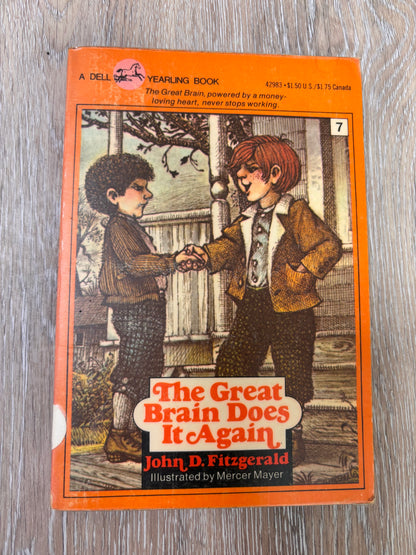 A DELL YEARLING BOOK
42983 • $1.50 U.S./$1.75 Canada
The Great Brain, powered by a money-
loving heart, never stops working.
7
The Great
Brain Does
It Again
John D. Fitzgerald
Illustrated by Mercer Mayer